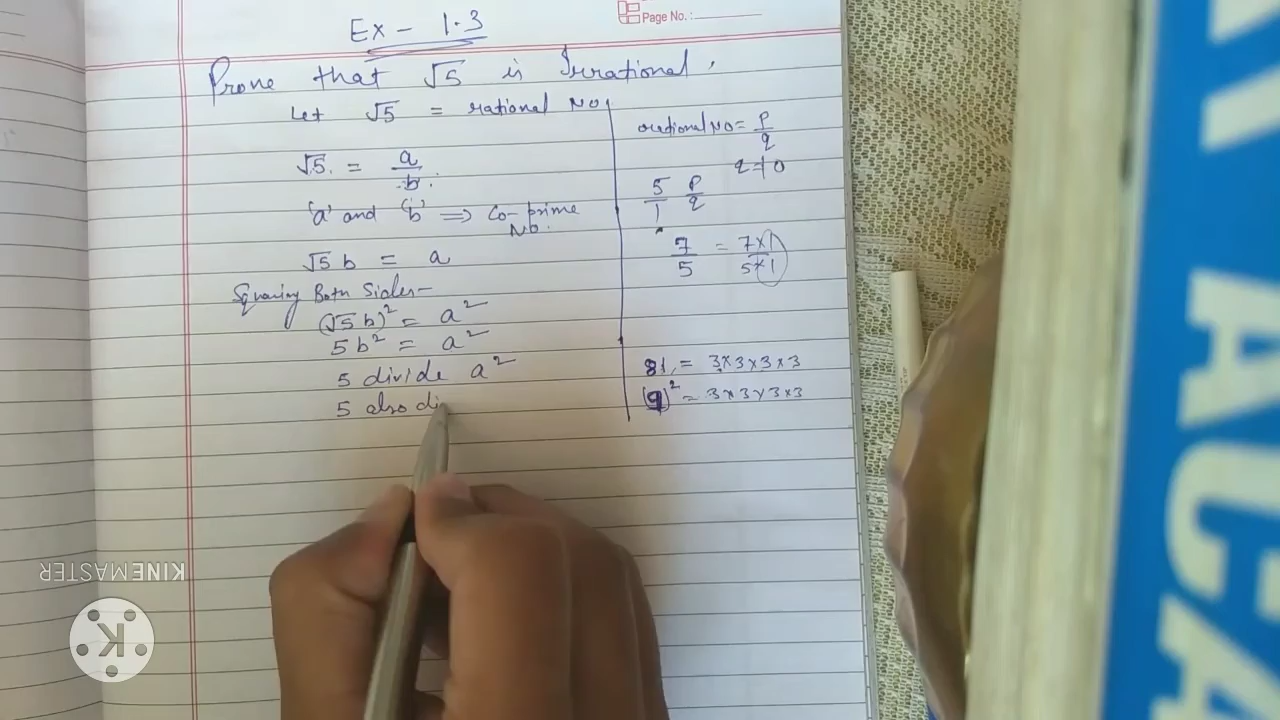 Page No.:
Ex - 1.3
Prove that √5 is Irrational.
Let √5 = rational No
√5. = a/b.
'a' and 'b' ⇒ Co-prime No.
√5 b = a
Squaring Both Sides-
(√5 b)² = a²
5 b² = a²
5 divide a²
5 also di
rational No = p/q
q ≠ 0
5/1 p/q
7/5 = 7×1/5×1
81, = 3×3×3×3
(9)² = 3×3×3×3
KINEMASTER
K
ACA